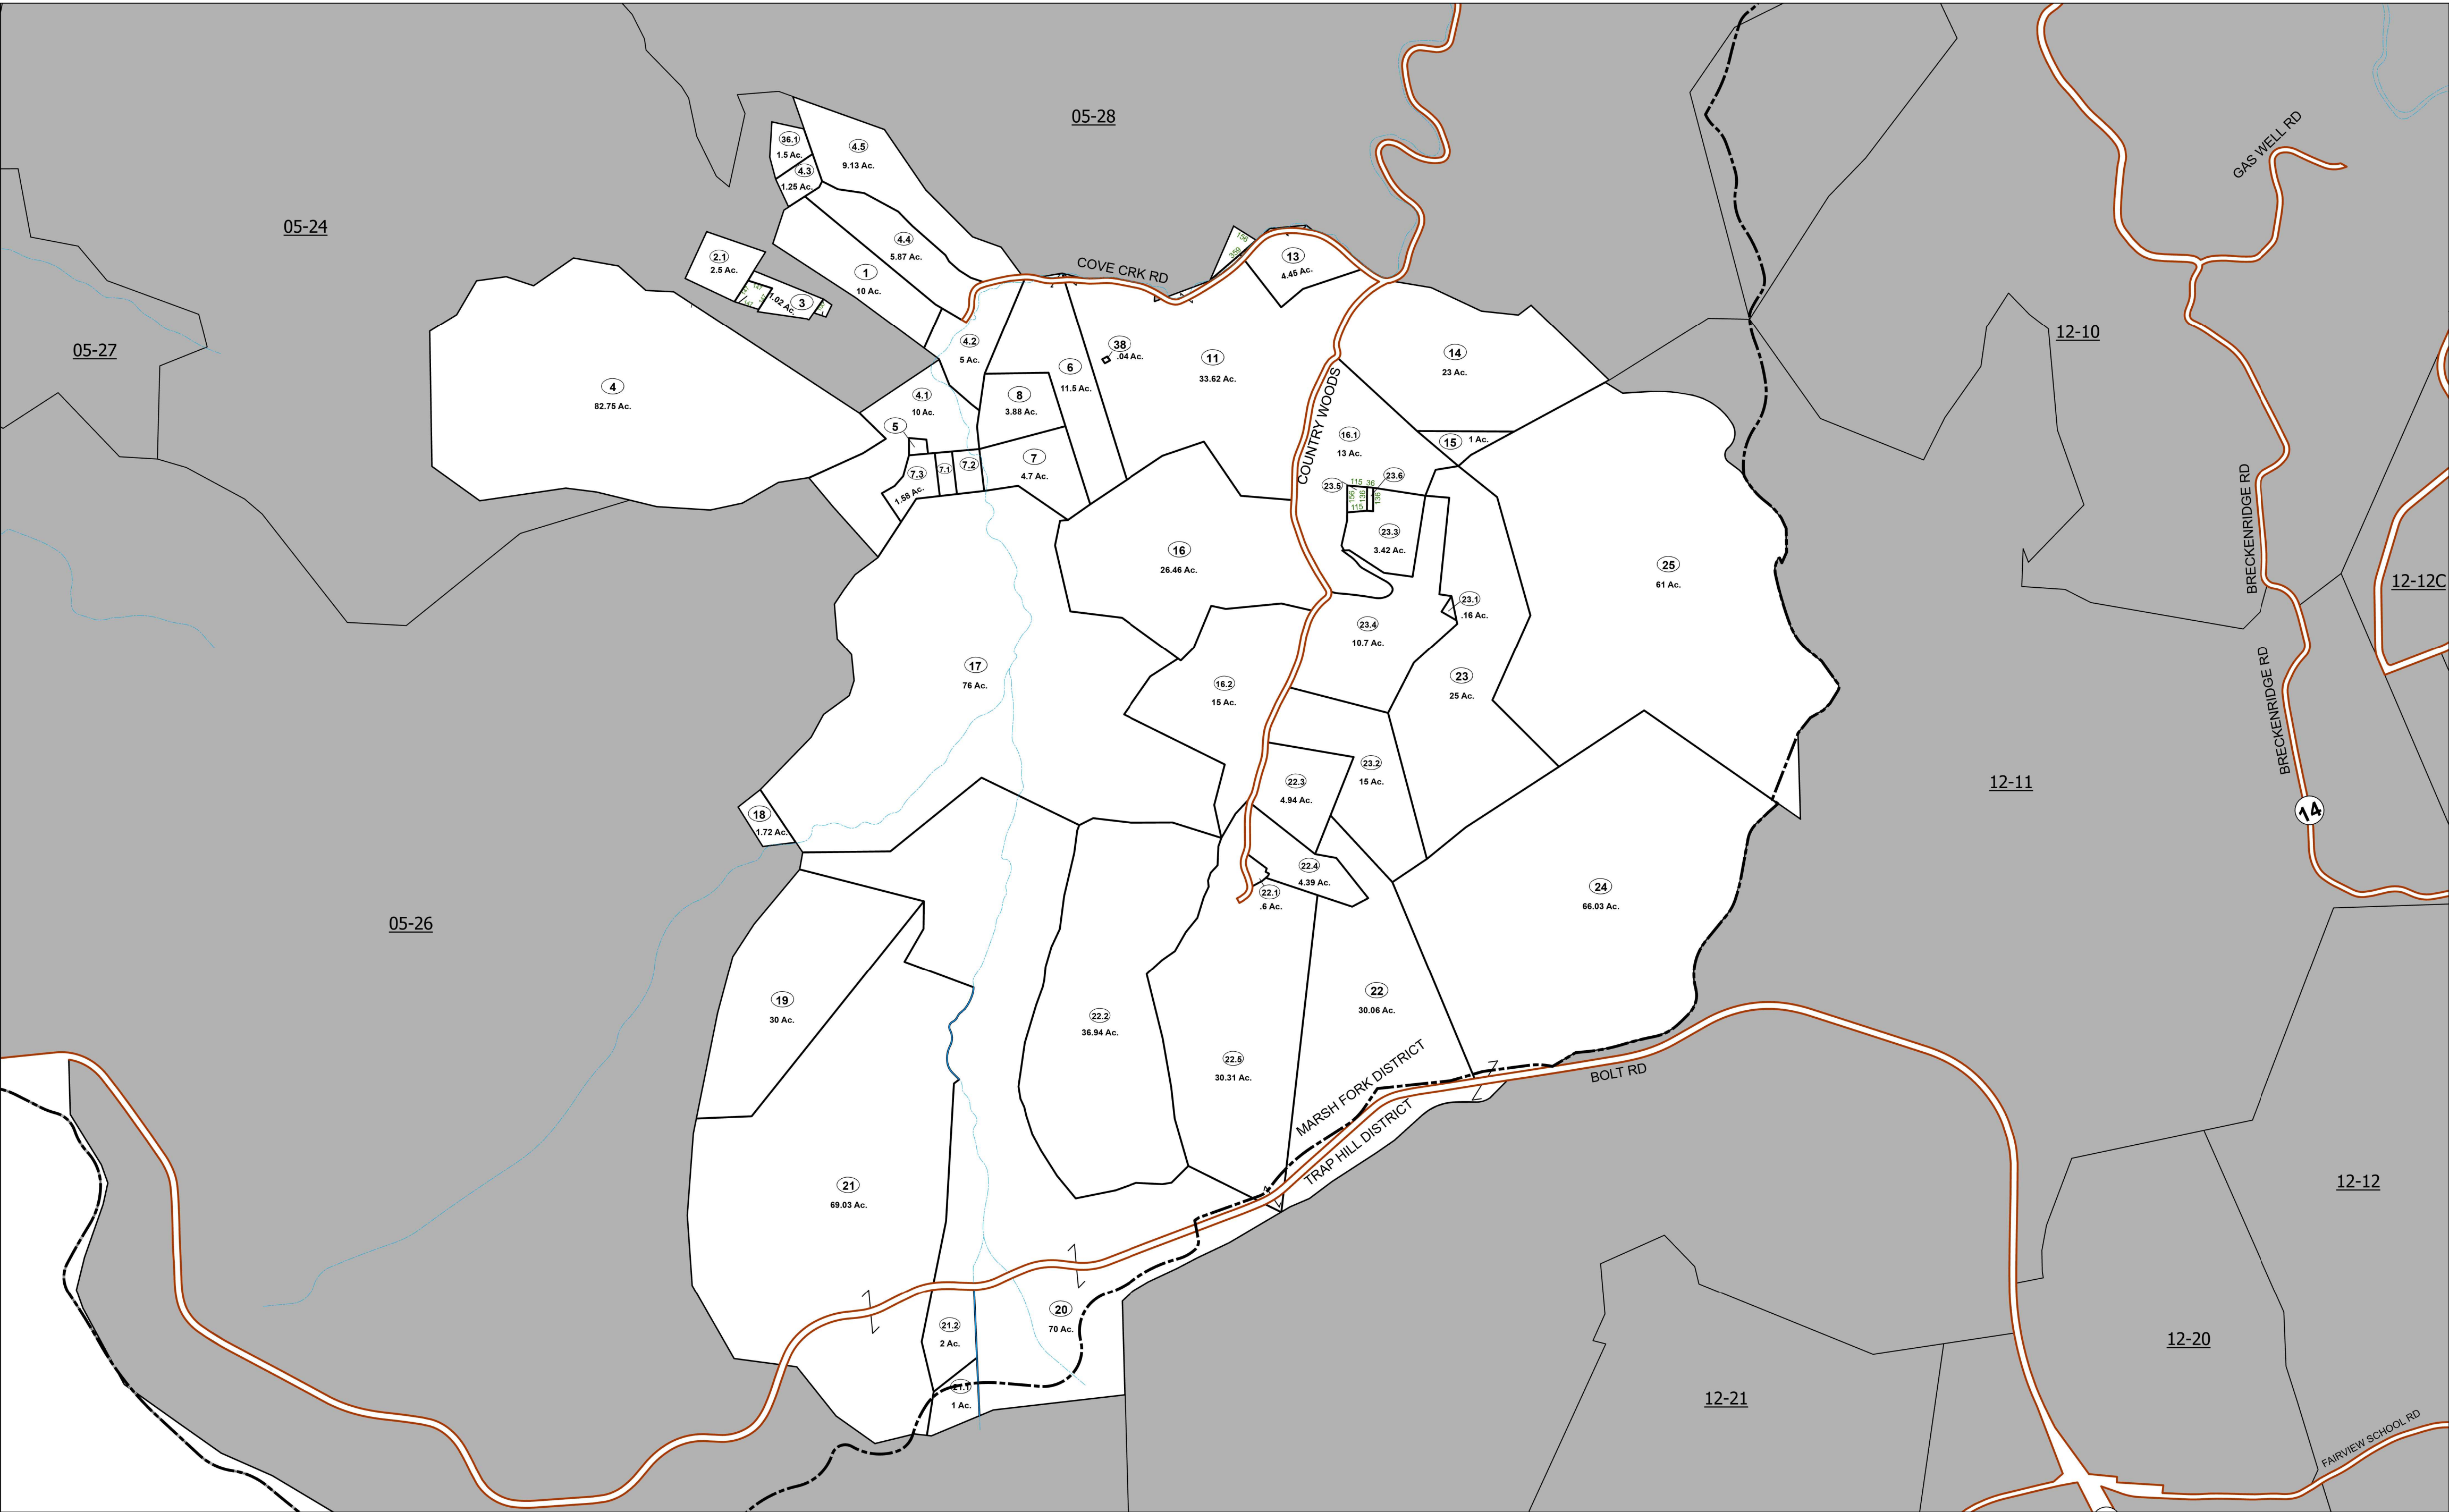 05-28
GAS WELL RD
36.1
1.5 Ac.
4.5
9.13 Ac.
4.3
1.25 Ac.
05-24
4.4
5.87 Ac.
2.1
2.5 Ac.
1
10 Ac.
COVE CRK RD
156
359
13
4.45 Ac.
147
147
1.02 Ac.
3
05-27
12-10
4.2
5 Ac.
38
.04 Ac.
11
33.62 Ac.
14
23 Ac.
6
11.5 Ac.
4
82.75 Ac.
4.1
10 Ac.
8
3.88 Ac.
COUNTRY WOODS
5
16.1
13 Ac.
15
1 Ac.
7.3
1.58 Ac.
7.1
7.2
7
4.7 Ac.
23.5
115
36
23.6
156
136
136
115
BRECKENRIDGE RD
23.3
3.42 Ac.
16
26.46 Ac.
25
61 Ac.
12-12C
23.1
.16 Ac.
23.4
10.7 Ac.
17
76 Ac.
16.2
15 Ac.
23
25 Ac.
BRECKENRIDGE RD
23.2
15 Ac.
22.3
4.94 Ac.
12-11
18
1.72 Ac.
14
22.4
4.39 Ac.
22.1
.6 Ac.
24
66.03 Ac.
05-26
19
30 Ac.
22
30.06 Ac.
22.2
36.94 Ac.
22.5
30.31 Ac.
MARSH FORK DISTRICT
BOLT RD
TRAP HILL DISTRICT
21
69.03 Ac.
12-12
20
70 Ac.
21.2
2 Ac.
12-20
21.1
1 Ac.
12-21
FAIRVIEW SCHOOL RD